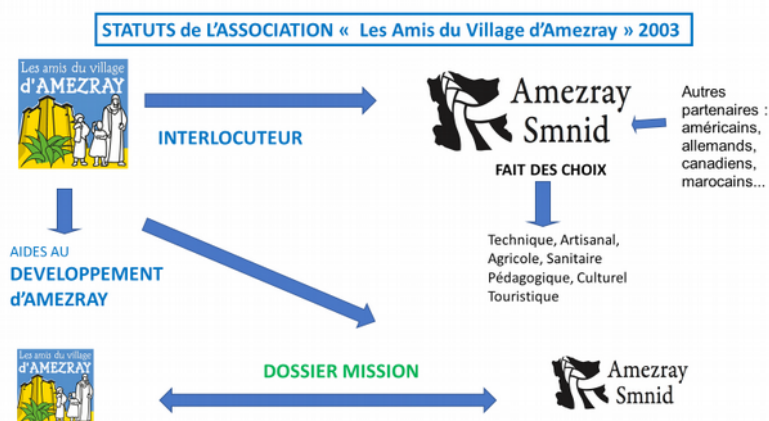 STATUTS de L'ASSOCIATION «  Les Amis du Village d'Amezray » 2003
Les amis du village
d'AMEZRAY
INTERLOCUTEUR
Amezray
Smnid
FAIT DES CHOIX
Autres
partenaires :
américains,
allemands,
canadiens,
marocains...
AIDES AU
DEVELOPPEMENT
d'AMEZRAY
Technique, Artisanal,
Agricole, Sanitaire
Pédagogique, Culturel
Touristique
Les amis du village
d'AMEZRAY
DOSSIER MISSION
Amezray
Smnid